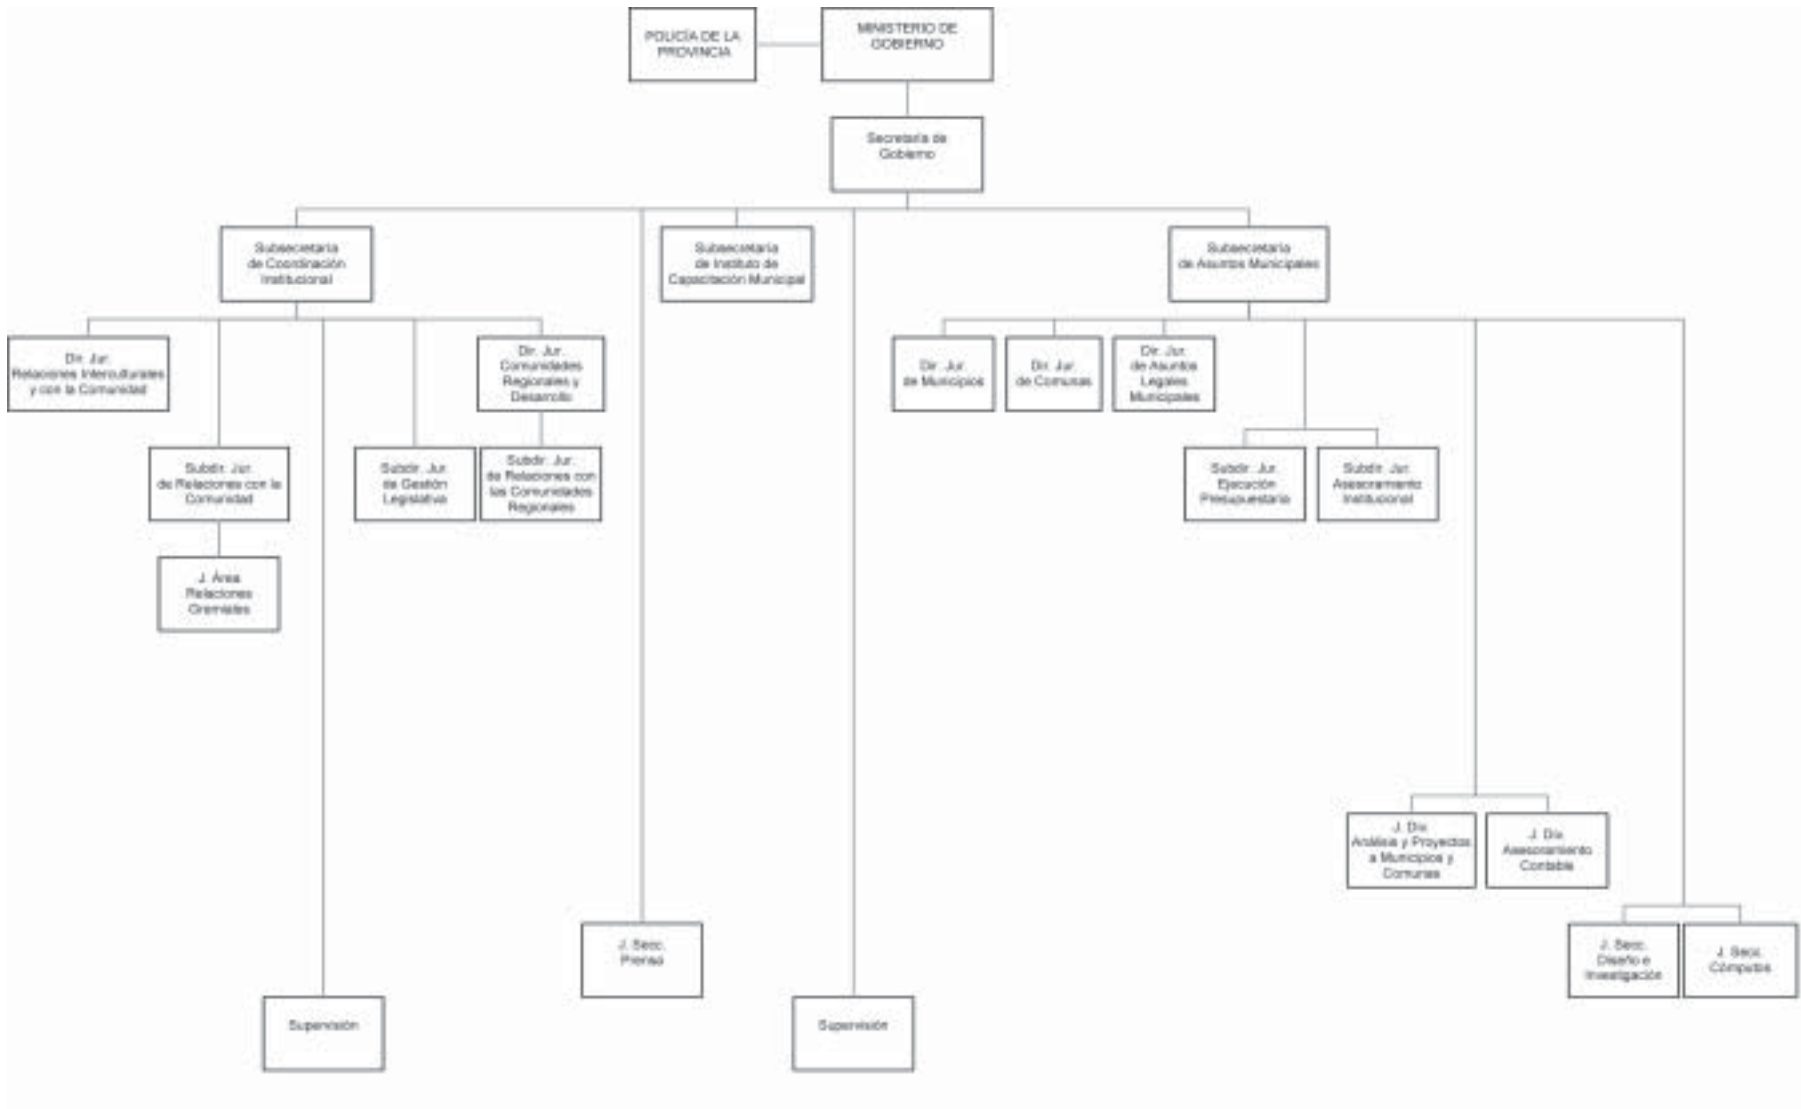 POLICÍA DE LA
PROVINCIA
MINISTERIO DE
GOBIERNO
Secretaría de
Gobierno
Subsecretaría
de Coordinación
Institucional
Subsecretaría
de Instituto de
Capacitación Municipal
Subsecretaría
de Asuntos Municipales
Dir. Jur.
Relaciones Interculturales
y con la Comunidad
Dir. Jur.
Comunidades
Regionales y
Desarrollo
Dir. Jur.
de Municipios
Dir. Jur.
de Comunas
Dir. Jur.
de Asuntos
Legales
Municipales
Subdir. Jur.
de Relaciones con la
Comunidad
Subdir. Jur.
de Gestión
Legislativa
Subdir. Jur.
de Relaciones con
las Comunidades
Regionales
Subdir. Jur.
Ejecución
Presupuestaria
Subdir. Jur.
Asesoramiento
Institucional
J. Área
Relaciones
Gremiales
J. Div.
Análisis y Proyectos
a Municipios y
Comunas
J. Div.
Asesoramiento
Contable
J. Secc.
Prensa
J. Secc.
Diseño e
Investigación
J. Secc.
Cómputos
Supervisión
Supervisión